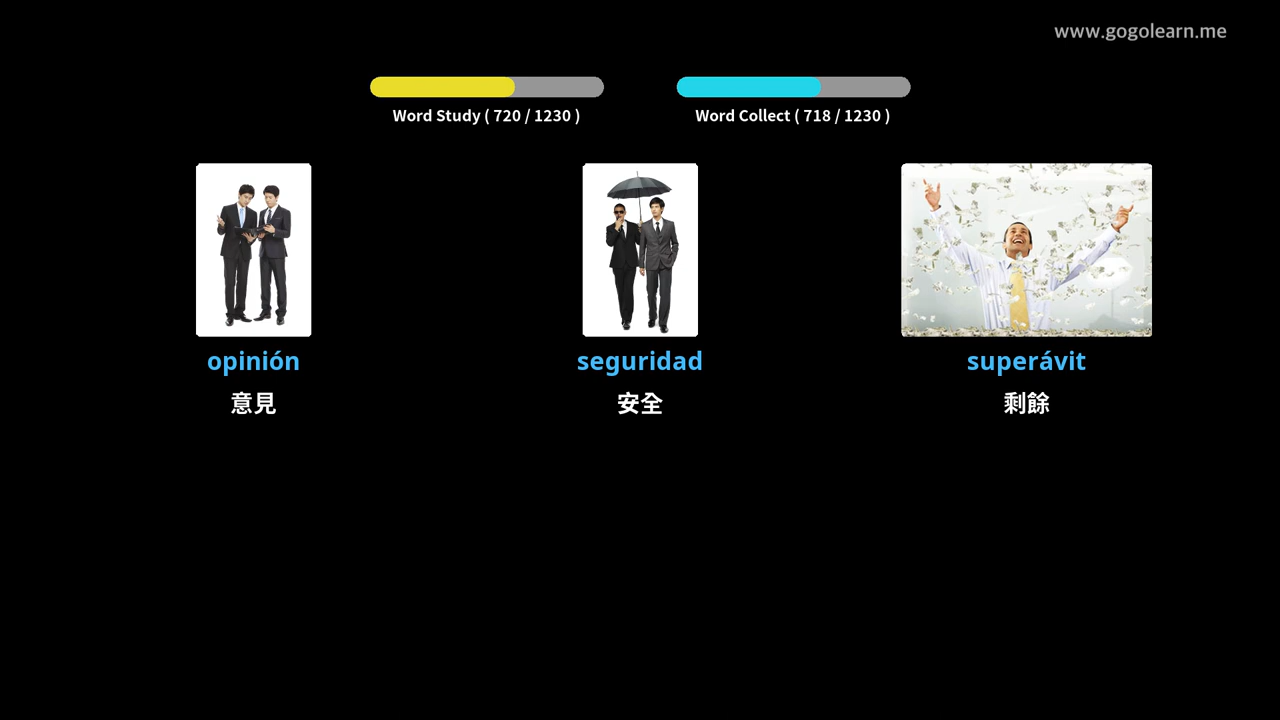 www.gogolearn.me
Word Study ( 720 / 1230 )
Word Collect ( 718 / 1230 )
opinión
意見
seguridad
安全
superávit
剩餘